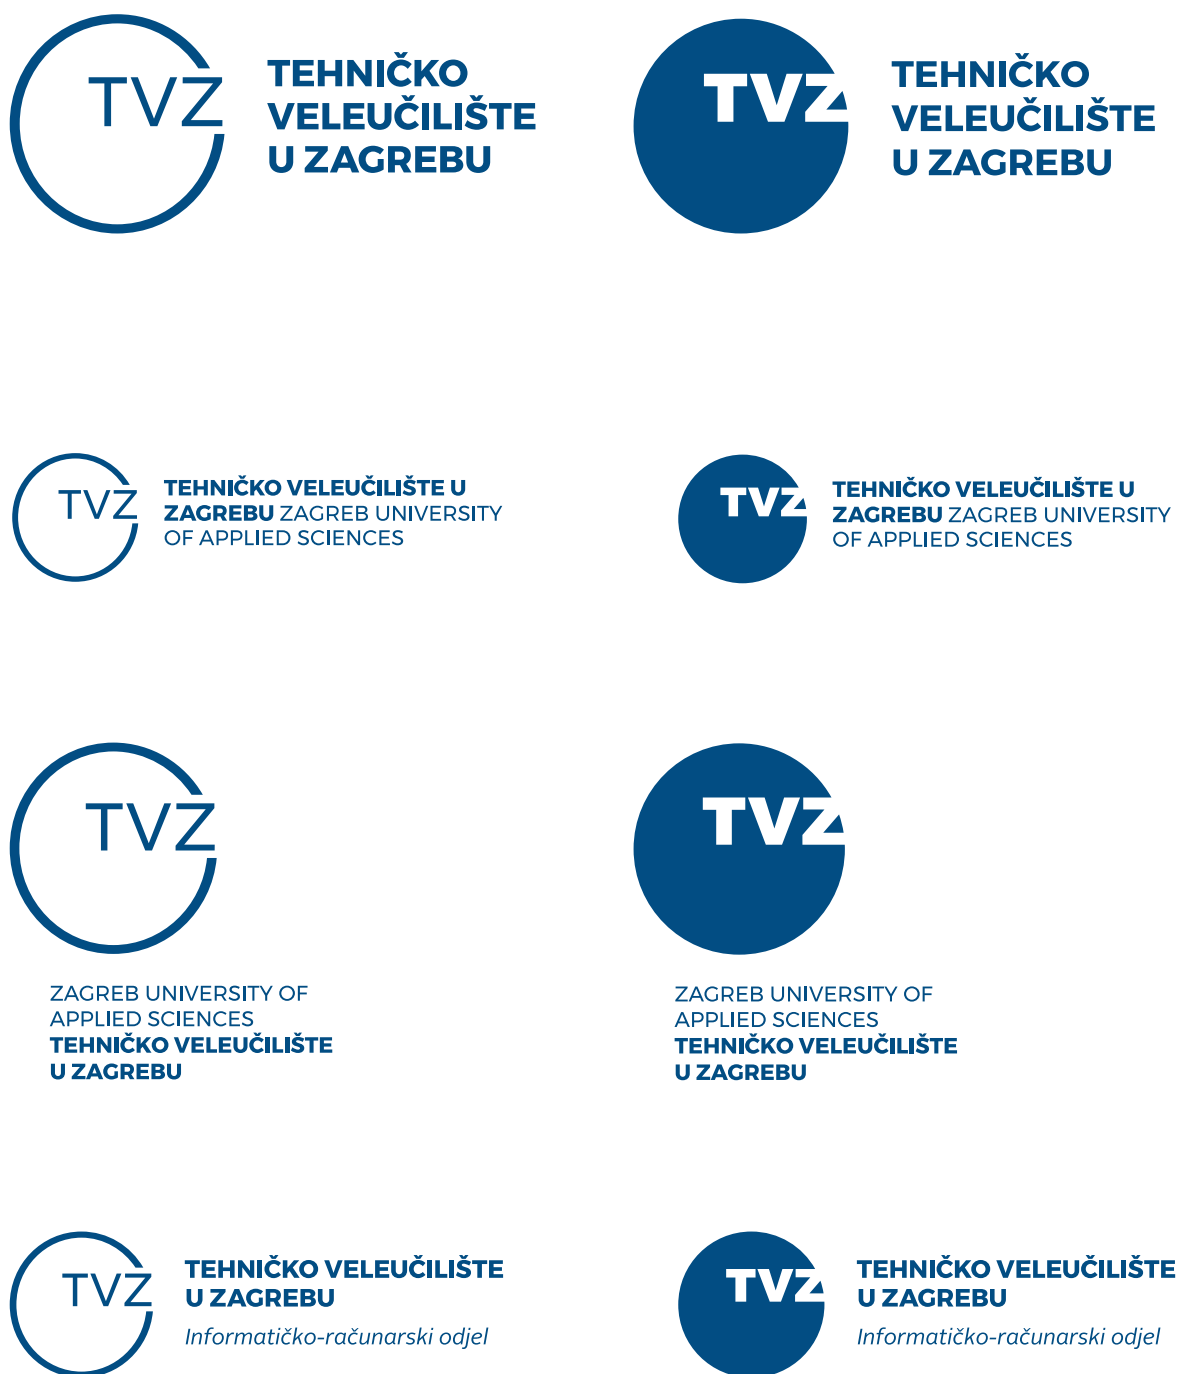 TVZ
TEHNIČKO
VELEUČILIŠTE
U ZAGREBU
TVZ
TEHNIČKO
VELEUČILIŠTE
U ZAGREBU
TVZ
TEHNIČKO VELEUČILIŠTE U
ZAGREBU ZAGREB UNIVERSITY
OF APPLIED SCIENCES
TVZ
TEHNIČKO VELEUČILIŠTE U
ZAGREBU ZAGREB UNIVERSITY
OF APPLIED SCIENCES
TVZ
ZAGREB UNIVERSITY OF
APPLIED SCIENCES
TEHNIČKO VELEUČILIŠTE
U ZAGREBU
TVZ
ZAGREB UNIVERSITY OF
APPLIED SCIENCES
TEHNIČKO VELEUČILIŠTE
U ZAGREBU
TVZ
TEHNIČKO VELEUČILIŠTE
U ZAGREBU
Informatičko-računarski odjel
TVZ
TEHNIČKO VELEUČILIŠTE
U ZAGREBU
Informatičko-računarski odjel